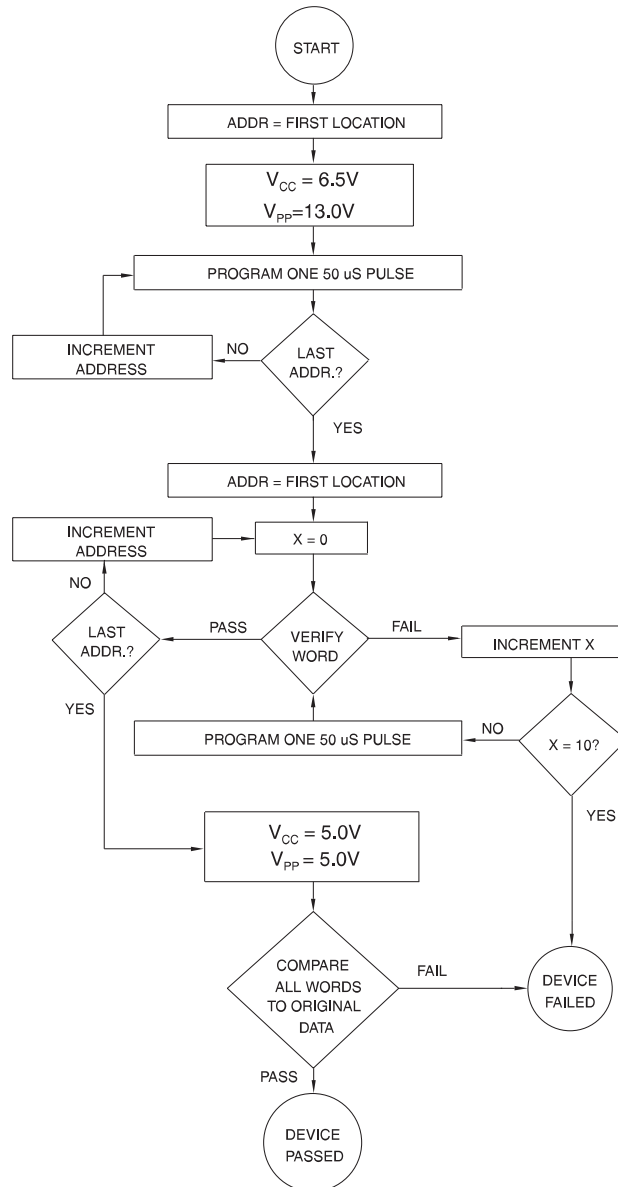 START
ADDR = FIRST LOCATION
VCC = 6.5V
VPP=13.0V
PROGRAM ONE 50 uS PULSE
INCREMENT
ADDRESS
NO
LAST
ADDR.?
YES
ADDR = FIRST LOCATION
INCREMENT
ADDRESS
X = 0
NO
LAST
ADDR.?
PASS
VERIFY
WORD
FAIL
INCREMENT X
YES
PROGRAM ONE 50 uS PULSE
NO
X = 10?
YES
VCC = 5.0V
VPP = 5.0V
COMPARE
ALL WORDS
TO ORIGINAL
DATA
FAIL
DEVICE
FAILED
PASS
DEVICE
PASSED